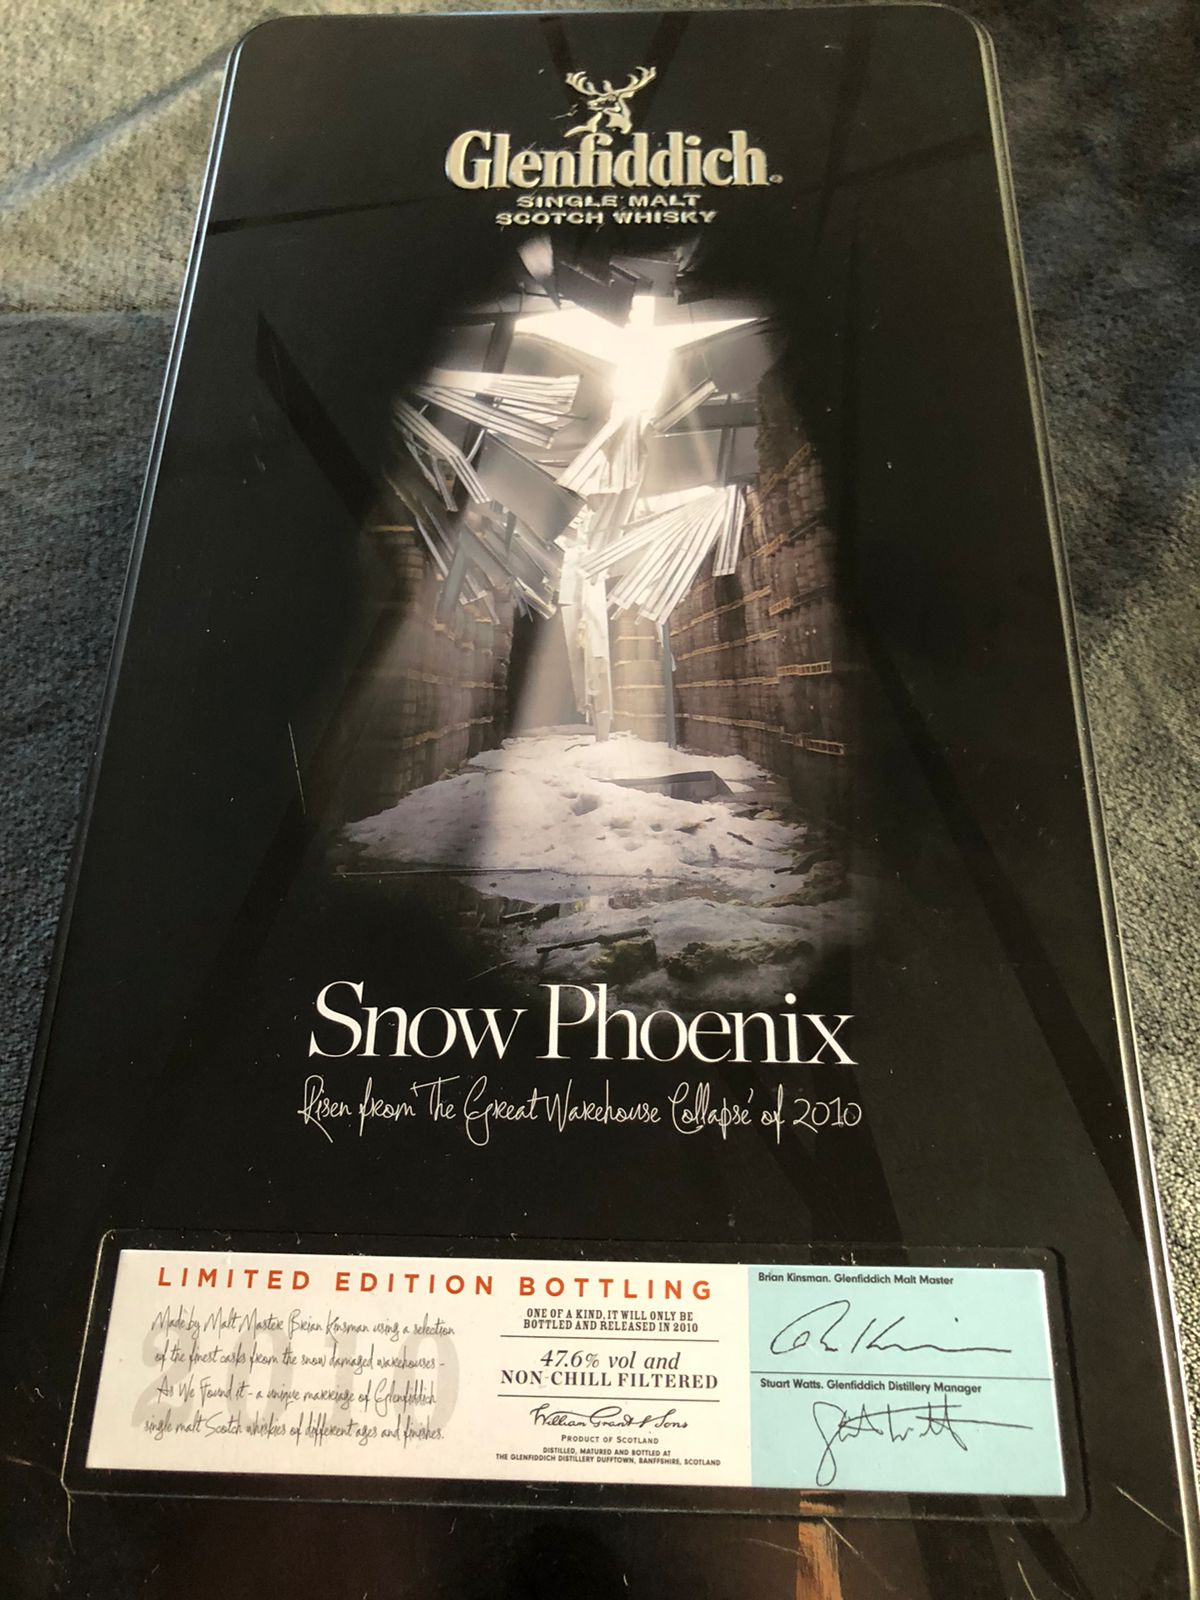 Glenfiddich®
SINGLE MALT
SCOTCH WHISKY
Snow Phoenix
Risen from 'The Great Warehouse Collapse' of 2010
LIMITED EDITION BOTTLING
Made by Malt Master Brian Kinsman using a selection
of the finest casks from the snow damaged warehouses -
As We Found it - a unique marriage of Glenfiddich
single malt Scotch whiskies of different ages and finishes.
2010
ONE OF A KIND, IT WILL ONLY BE
BOTTLED AND RELEASED IN 2010
47.6% vol and
NON-CHILL FILTERED
William Grant & Sons
PRODUCT OF SCOTLAND
DISTILLED, MATURED AND BOTTLED AT
THE GLENFIDDICH DISTILLERY DUFFTOWN, BANFFSHIRE, SCOTLAND
Brian Kinsman. Glenfiddich Malt Master
Stuart Watts. Glenfiddich Distillery Manager